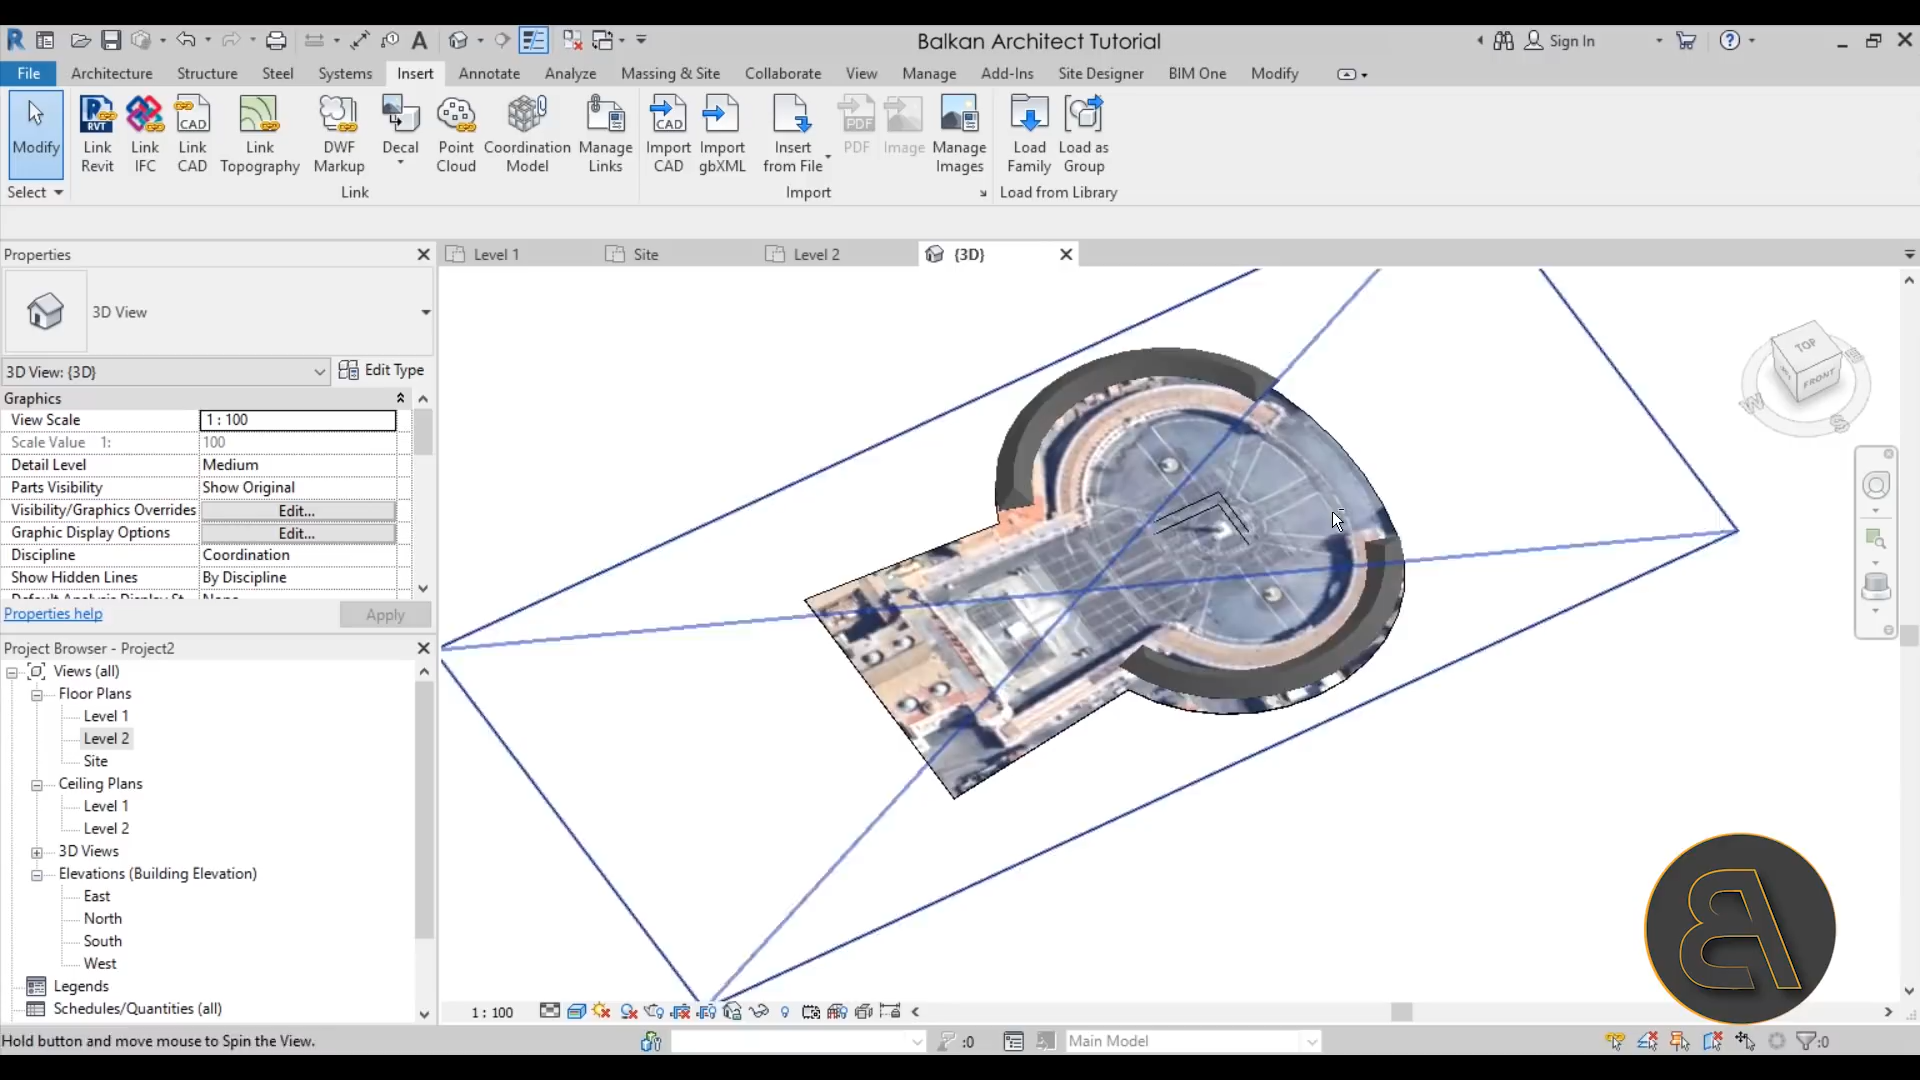 Balkan Architect Tutorial
Sign In
File Architecture Structure Steel Systems Insert Annotate Analyze Massing & Site Collaborate View Manage Add-Ins Site Designer BIM One Modify
Modify
Link Revit
Link IFC
Link CAD
Link Topography
DWF Markup
Decal
Point Cloud
Coordination Model
Manage Links
Import CAD
Import gbXML
Insert from File
PDF
Image
Manage Images
Load Family
Load as Group
Select Link Import Load from Library
Properties
Level 1 Site Level 2 {3D}
3D View
3D View: {3D} Edit Type
Graphics
View Scale 1 : 100
Scale Value 1: 100
Detail Level Medium
Parts Visibility Show Original
Visibility/Graphics Overrides Edit...
Graphic Display Options Edit...
Discipline Coordination
Show Hidden Lines By Discipline
Properties help Apply
Project Browser - Project2
Views (all)
Floor Plans
Level 1
Level 2
Site
Ceiling Plans
Level 1
Level 2
3D Views
Elevations (Building Elevation)
East
North
South
West
Legends
Schedules/Quantities (all)
TOP
FRONT
W
S
1 : 100
Hold button and move mouse to Spin the View.
:0
Main Model
:0